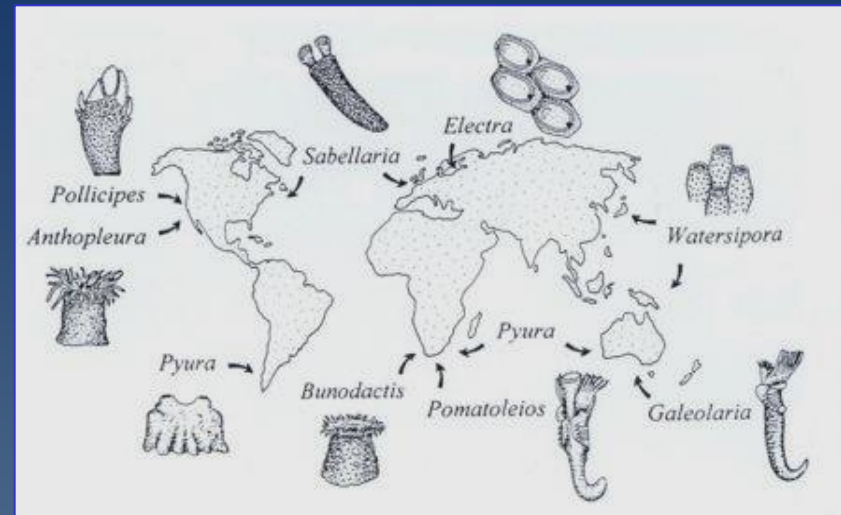 Electra
Sabellaria
Pollicipes
Anthopleura
Watersipora
Pyura
Pyura
Bunodactis
Pomatoleios
Galeolaria